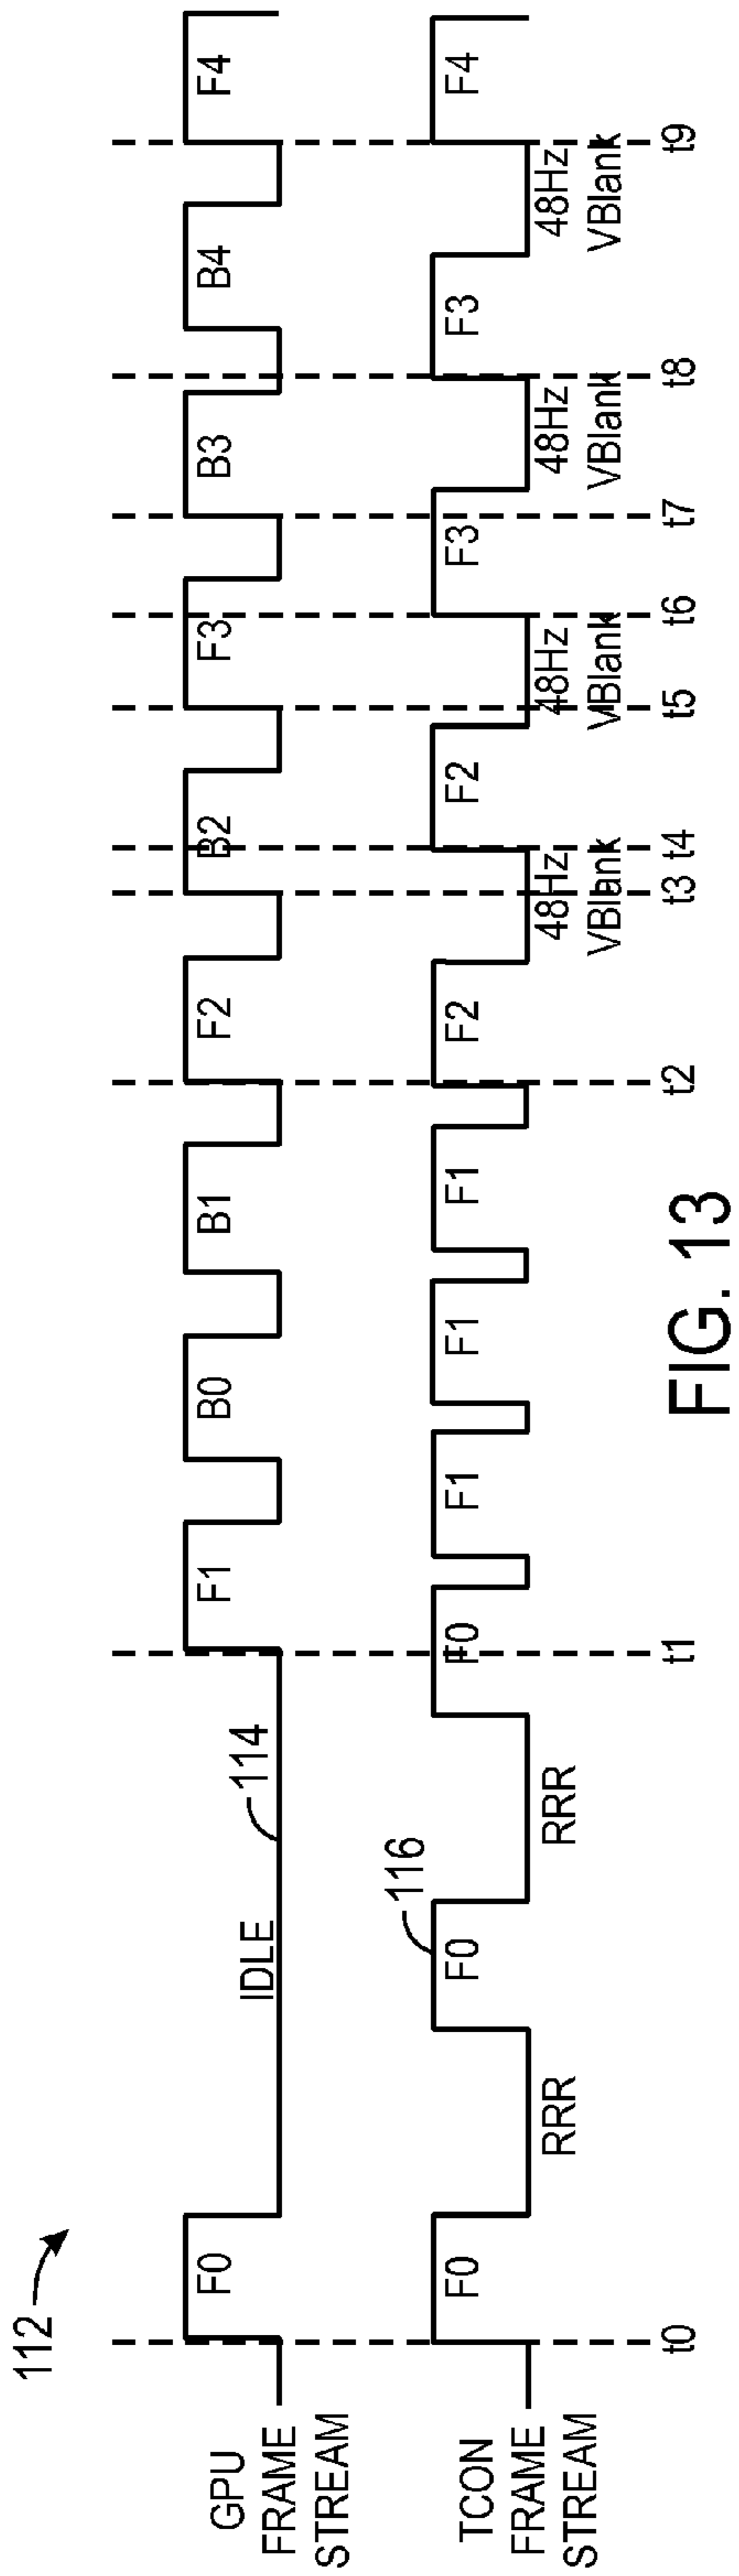 112
GPU
FRAME
STREAM
F0
IDLE
114
F1
B0
B1
F2
B2
F3
B3
B4
F4
TCON
FRAME
STREAM
F0
RRR
116
F0
RRR
F0
F1
F1
F1
F2
48Hz
VBlank
F2
48Hz
VBlank
F3
48Hz
VBlank
F3
48Hz
VBlank
F4
t0
t1
t2
t3
t4
t5
t6
t7
t8
t9
FIG. 13